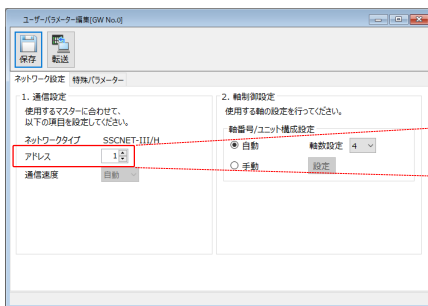 ユーザーパラメーター編集[GW No.0]
保存 転送
ネットワーク設定 特殊パラメーター
1. 通信設定
使用するマスターに合わせて、
以下の項目を設定してください。
ネットワークタイプ SSCNET-III/H
アドレス 1
通信速度 自動
2. 軸制御設定
使用する軸の設定を行ってください。
軸番号/ユニット構成設定
自動 軸数設定 4
手動 設定